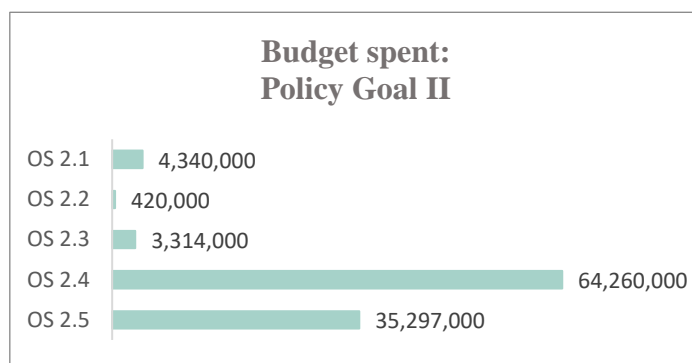 Budget spent:
Policy Goal II
OS 2.1 4,340,000
OS 2.2 420,000
OS 2.3 3,314,000
OS 2.4 64,260,000
OS 2.5 35,297,000